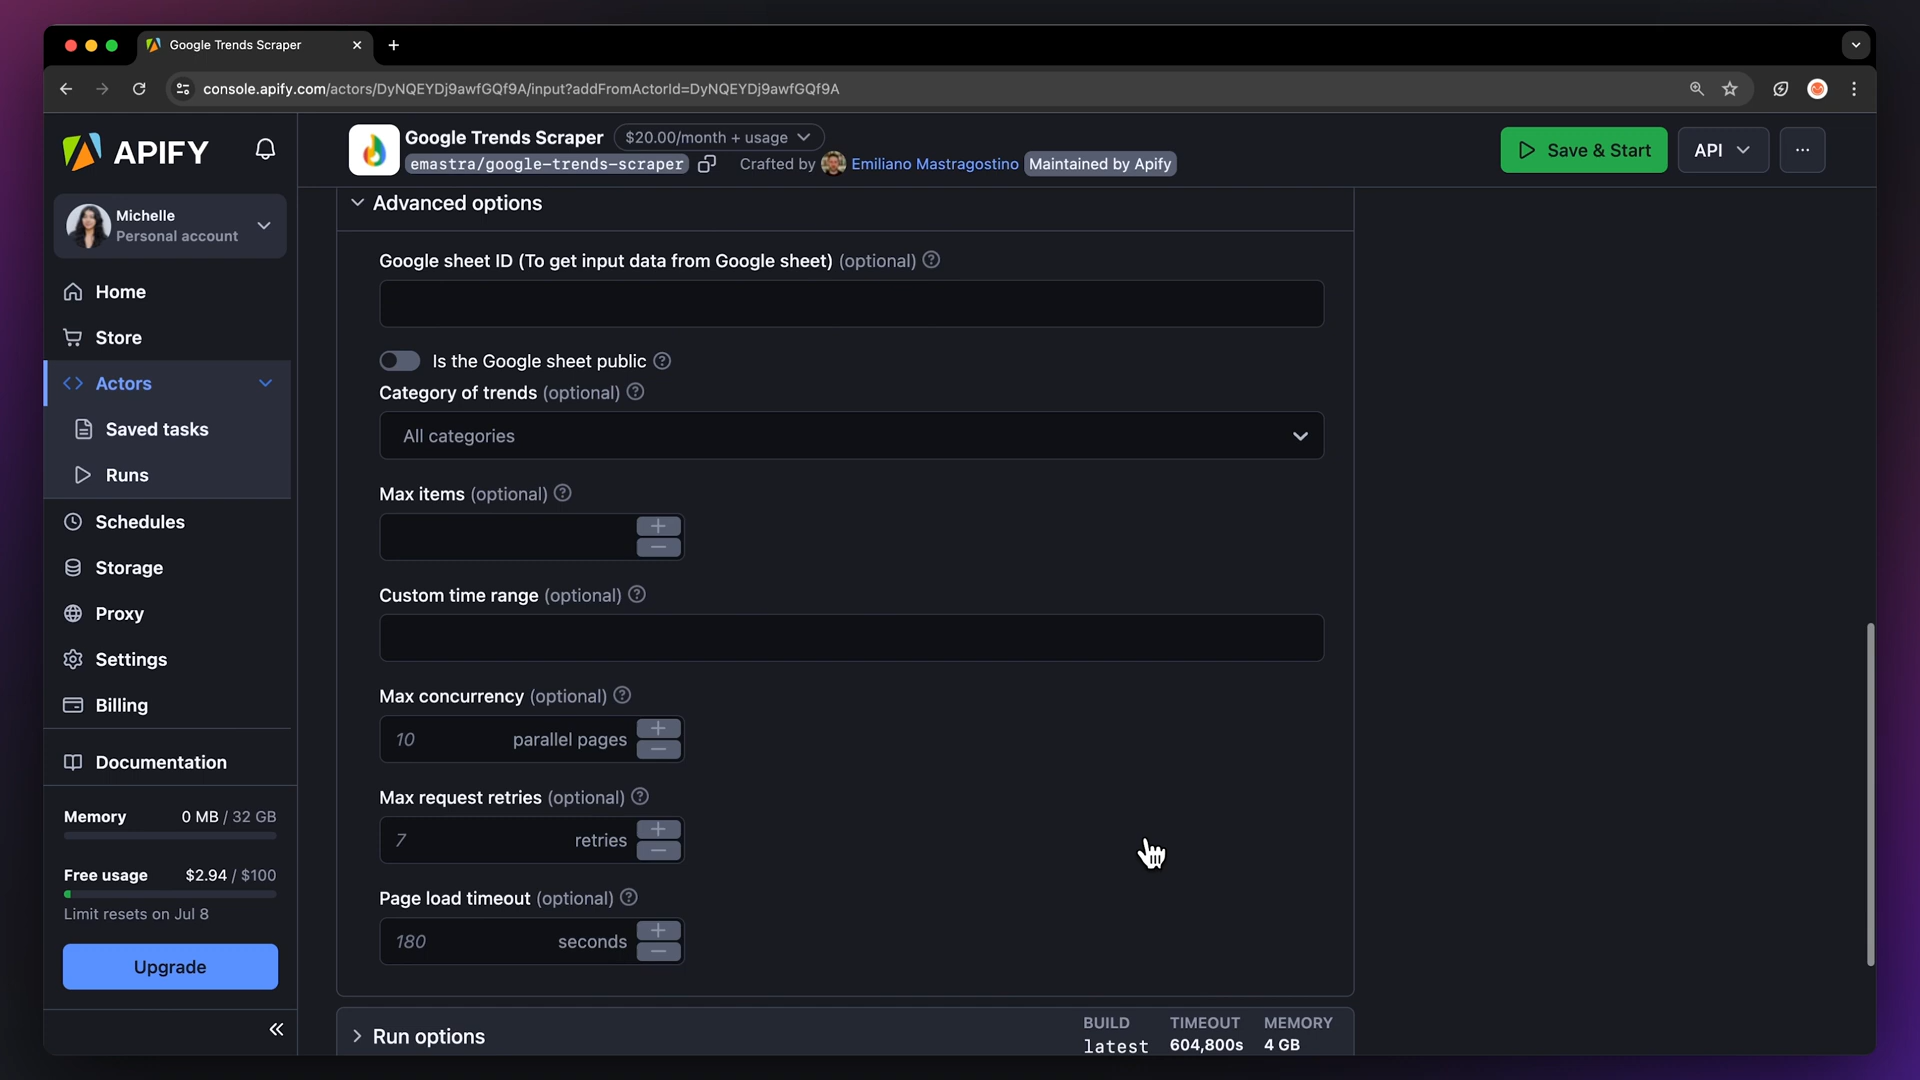 Google Trends Scraper
console.apify.com/actors/DyNQEYDj9awfGQf9A/input?addFromActorId=DyNQEYDj9awfGQf9A
APIFY
Michelle
Personal account
Home
Store
Actors
Saved tasks
Runs
Schedules
Storage
Proxy
Settings
Billing
Documentation
Memory 0 MB / 32 GB
Free usage $2.94 / $100
Limit resets on Jul 8
Upgrade
Google Trends Scraper $20.00/month + usage
emastra/google-trends-scraper Crafted by Emiliano Mastragostino Maintained by Apify
Save & Start
API
Advanced options
Google sheet ID (To get input data from Google sheet) (optional)
Is the Google sheet public
Category of trends (optional)
All categories
Max items (optional)
Custom time range (optional)
Max concurrency (optional)
10 parallel pages
Max request retries (optional)
7 retries
Page load timeout (optional)
180 seconds
Run options
BUILD TIMEOUT MEMORY
latest 604,800s 4 GB